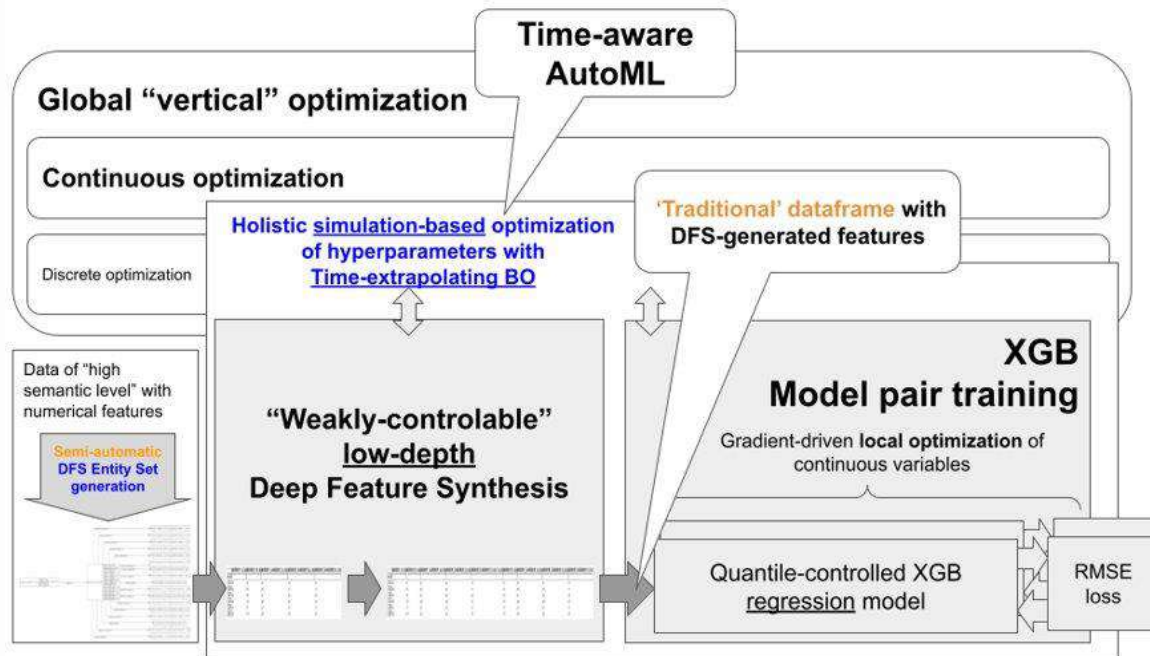 Time-aware
AutoML
Global “vertical” optimization
Continuous optimization
Holistic simulation-based optimization
of hyperparameters with
Time-extrapolating BO
‘Traditional’ dataframe with
DFS-generated features
Discrete optimization
Data of “high
semantic level” with
numerical features
Semi-automatic
DFS Entity Set
generation
“Weakly-controlable”
low-depth
Deep Feature Synthesis
XGB
Model pair training
Gradient-driven local optimization of
continuous variables
Quantile-controlled XGB
regression model
RMSE
loss